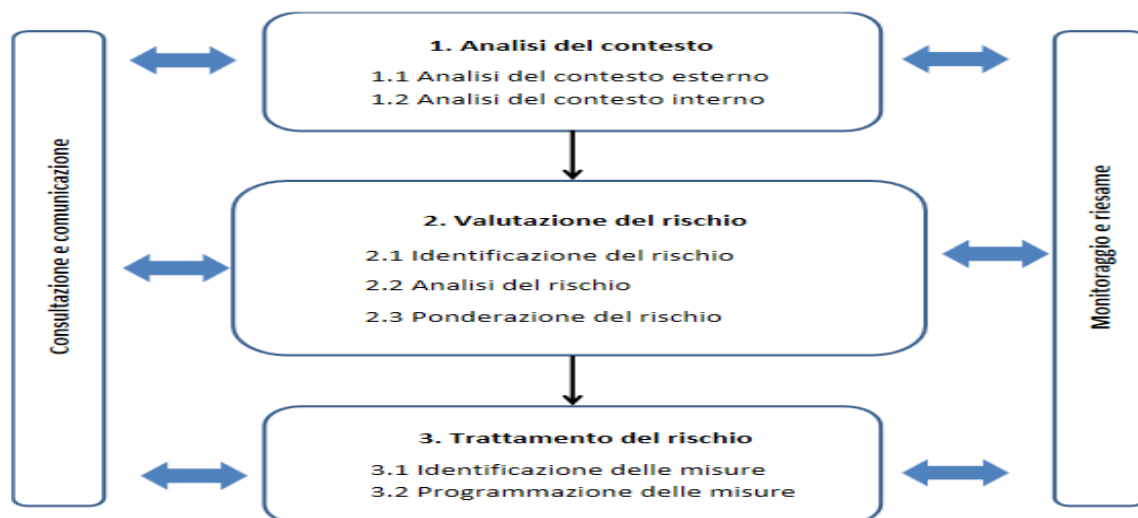 Consultazione e comunicazione
1. Analisi del contesto
1.1 Analisi del contesto esterno
1.2 Analisi del contesto interno
2. Valutazione del rischio
2.1 Identificazione del rischio
2.2 Analisi del rischio
2.3 Ponderazione del rischio
3. Trattamento del rischio
3.1 Identificazione delle misure
3.2 Programmazione delle misure
Monitoraggio e riesame